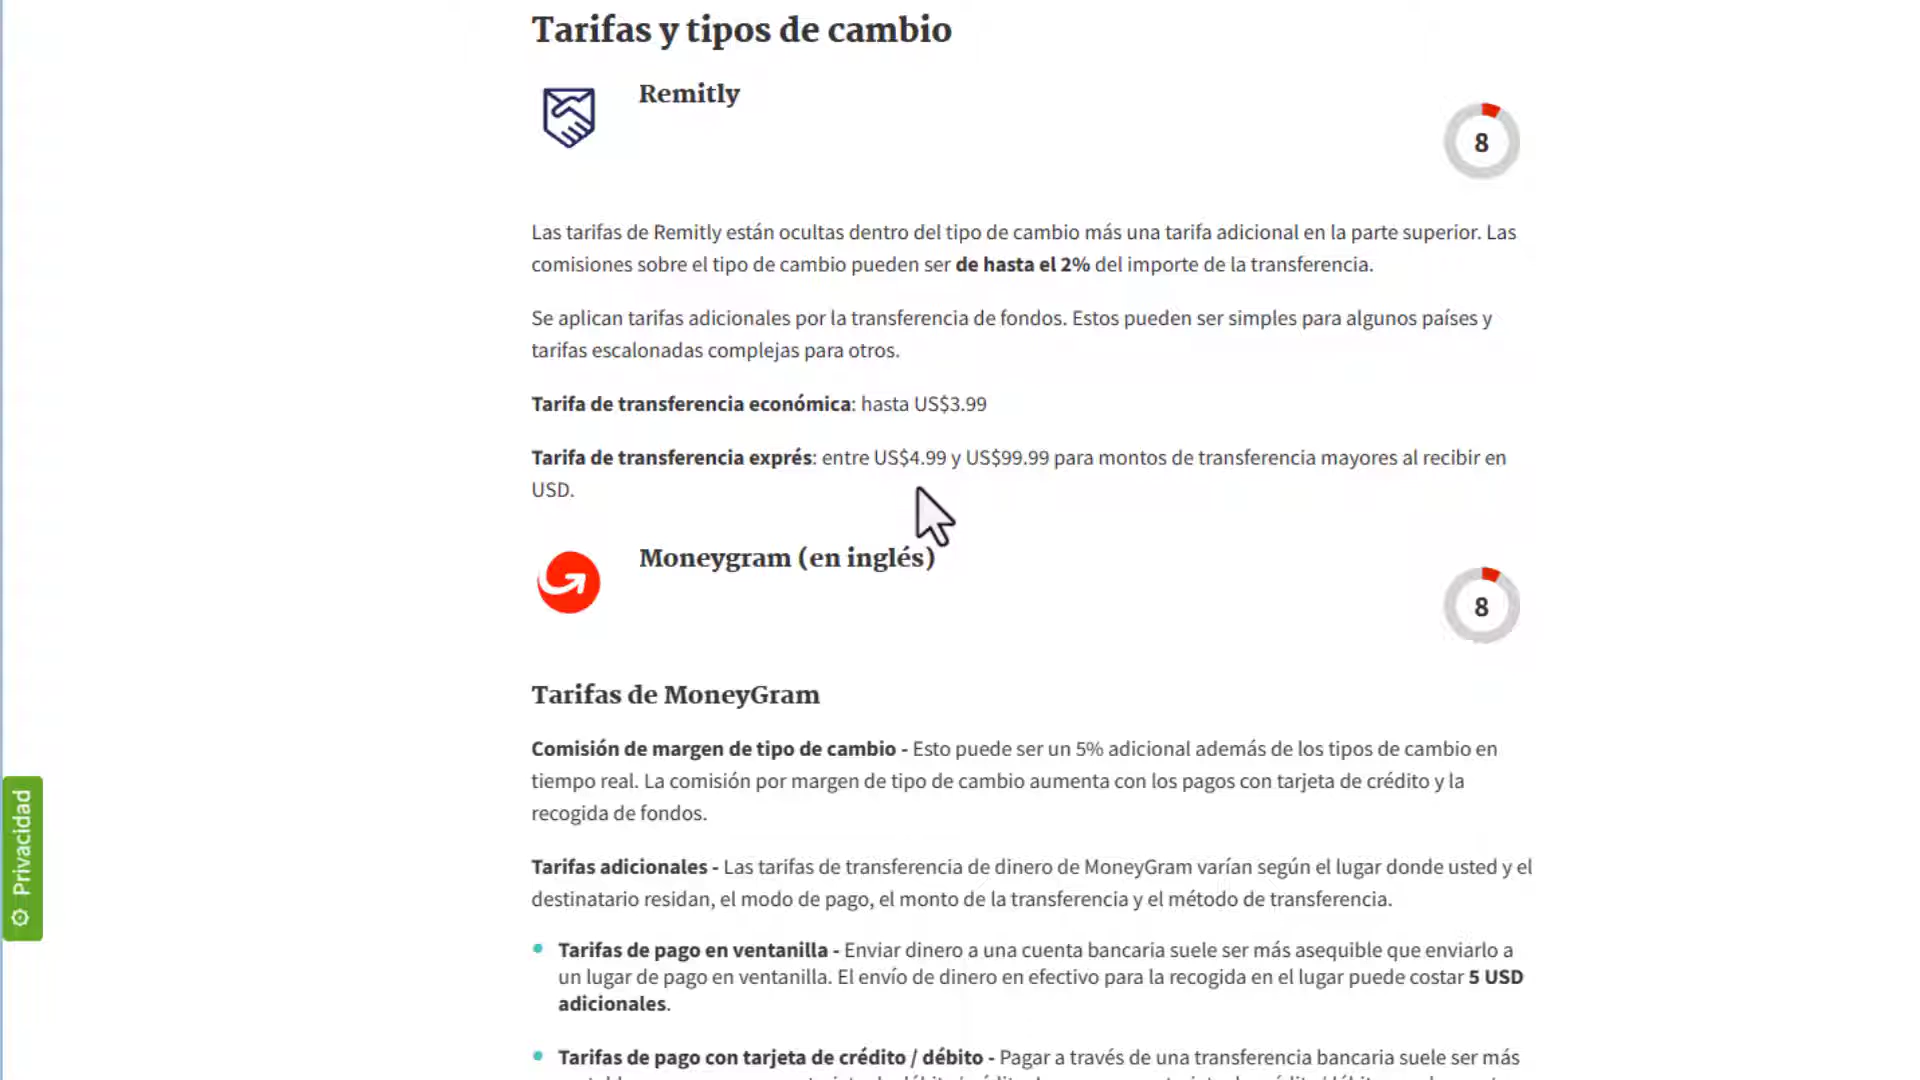 Tarifas y tipos de cambio
Remitly
8
Las tarifas de Remitly están ocultas dentro del tipo de cambio más una tarifa adicional en la parte superior. Las
comisiones sobre el tipo de cambio pueden ser de hasta el 2% del importe de la transferencia.
Se aplican tarifas adicionales por la transferencia de fondos. Estos pueden ser simples para algunos países y
tarifas escalonadas complejas para otros.
Tarifa de transferencia económica: hasta US$3.99
Tarifa de transferencia exprés: entre US$4.99 y US$99.99 para montos de transferencia mayores al recibir en
USD.
Moneygram (en inglés)
8
Tarifas de MoneyGram
Comisión de margen de tipo de cambio - Esto puede ser un 5% adicional además de los tipos de cambio en
tiempo real. La comisión por margen de tipo de cambio aumenta con los pagos con tarjeta de crédito y la
recogida de fondos.
Tarifas adicionales - Las tarifas de transferencia de dinero de MoneyGram varían según el lugar donde usted y el
destinatario residan, el modo de pago, el monto de la transferencia y el método de transferencia.
Tarifas de pago en ventanilla - Enviar dinero a una cuenta bancaria suele ser más asequible que enviarlo a
un lugar de pago en ventanilla. El envío de dinero en efectivo para la recogida en el lugar puede costar 5 USD
adicionales.
Tarifas de pago con tarjeta de crédito / débito - Pagar a través de una transferencia bancaria suele ser más
Privacidad